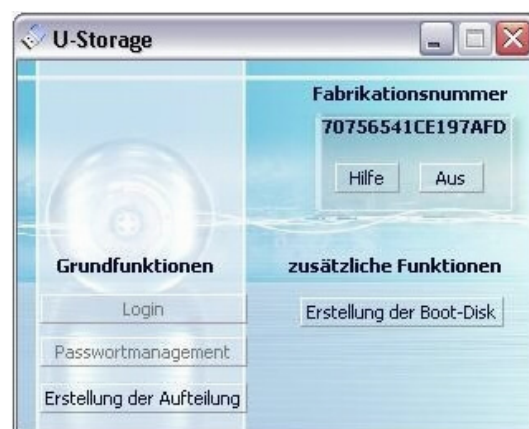 U-Storage
Fabrikationsnummer
70756541CE197AFD
Hilfe Aus
Grundfunktionen
zusätzliche Funktionen
Login
Erstellung der Boot-Disk
Passwortmanagement
Erstellung der Aufteilung